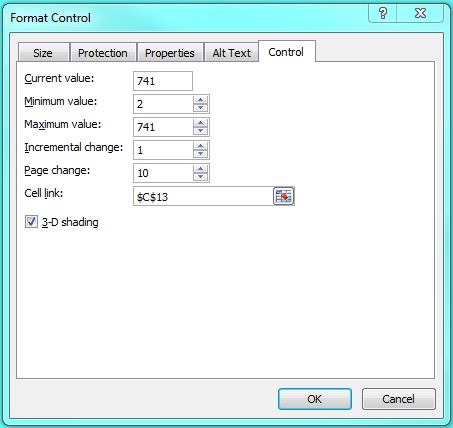 Format Control
?
Size Protection Properties Alt Text Control
Current value: 741
Minimum value: 2
Maximum value: 741
Incremental change: 1
Page change: 10
Cell link: $C$13
3-D shading
OK Cancel